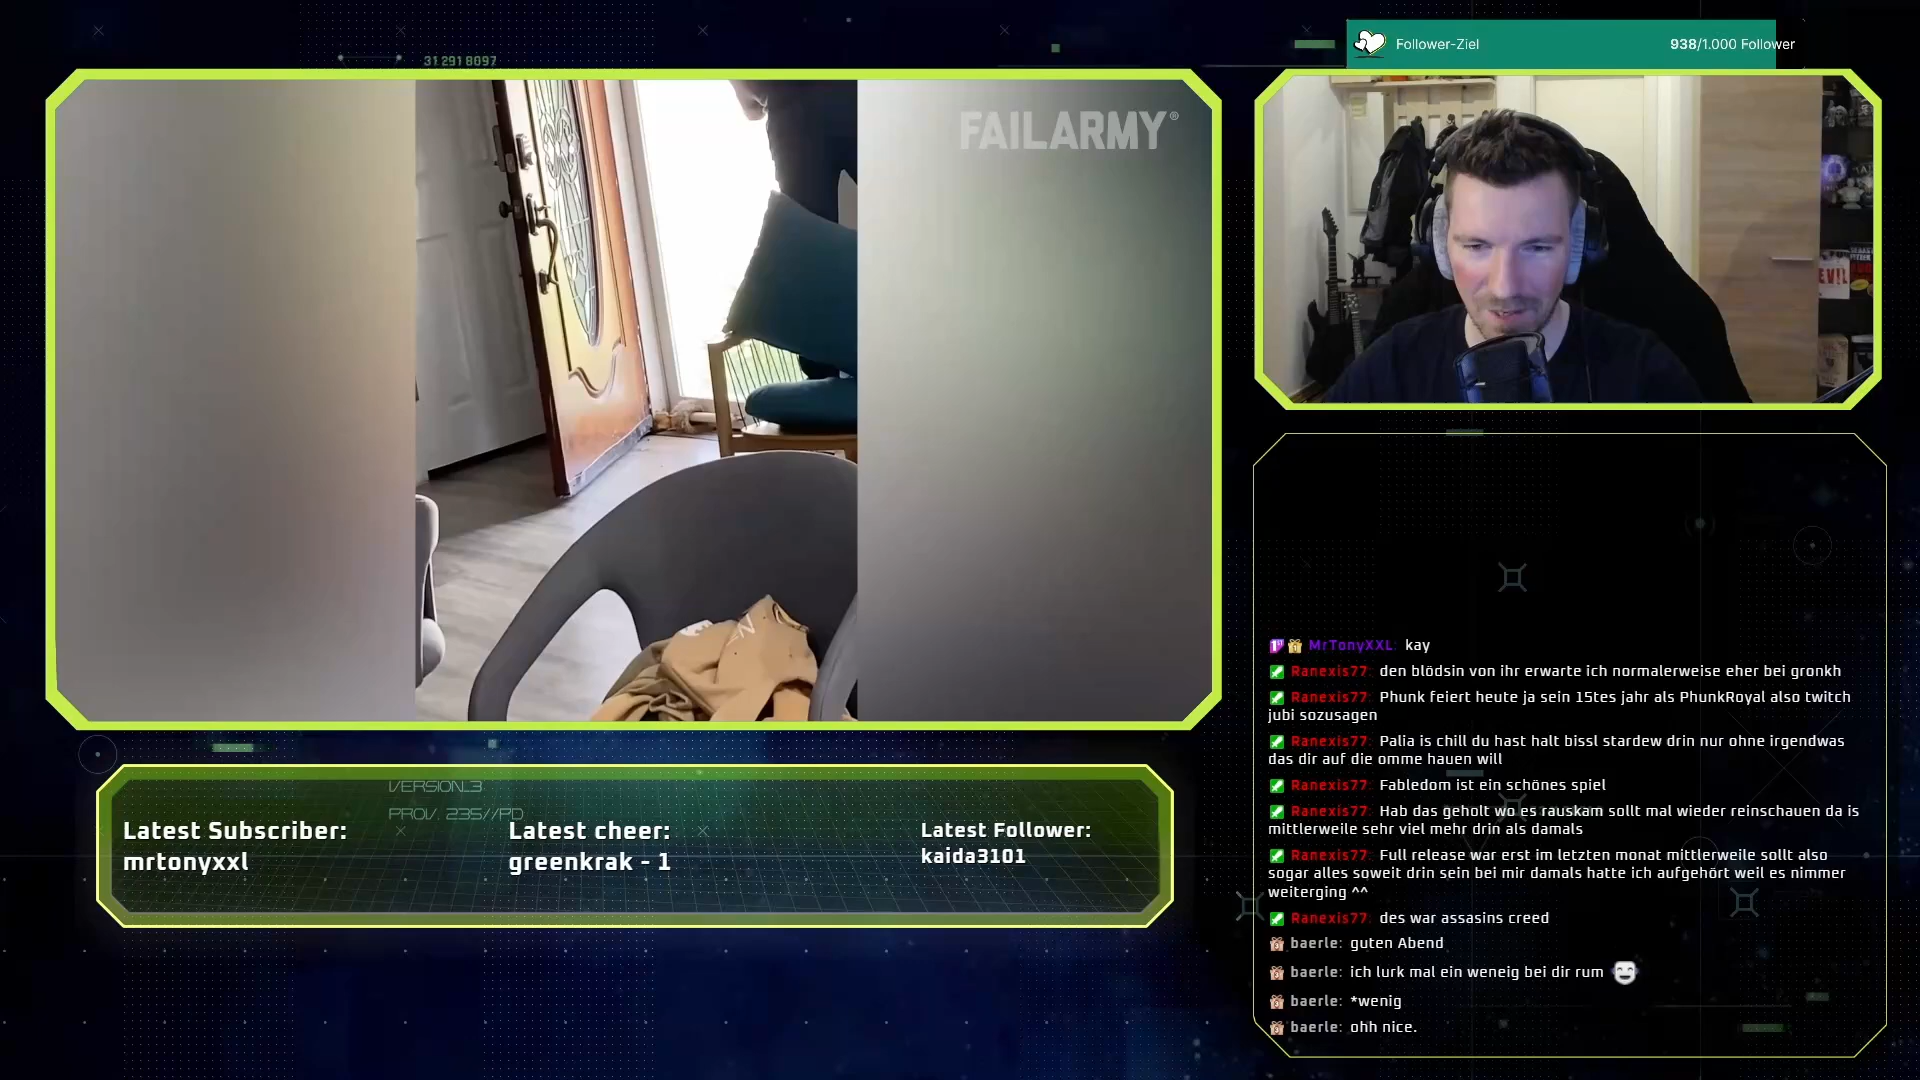 Follower-Ziel
938/1.000 Follower
31 291 8097
FAILARMY®
EVIL
MrTonyXXL: kay
Ranexis77: den blödsin von ihr erwarte ich normalerweise eher bei gronkh
Ranexis77: Phunk feiert heute ja sein 15tes jahr als PhunkRoyal also twitch
jubi sozusagen
Ranexis77: Palia is chill du hast halt bissl stardew drin nur ohne irgendwas
das dir auf die omme hauen will
Ranexis77: Fabledom ist ein schönes spiel
Ranexis77: Hab das geholt wo es rauskam sollt mal wieder reinschauen da is
mittlerweile sehr viel mehr drin als damals
Ranexis77: Full release war erst im letzten monat mittlerweile sollt also
sogar alles soweit drin sein bei mir damals hatte ich aufgehört weil es nimmer
weiterging ^^
Ranexis77: des war assasins creed
baerle: guten Abend
baerle: ich lurk mal ein weneig bei dir rum
baerle: *wenig
baerle: ohh nice.
VERSION_3
PROV. 235//PD
Latest Subscriber:
mrtonyxxl
Latest cheer:
greenkrak - 1
Latest Follower:
kaida3101